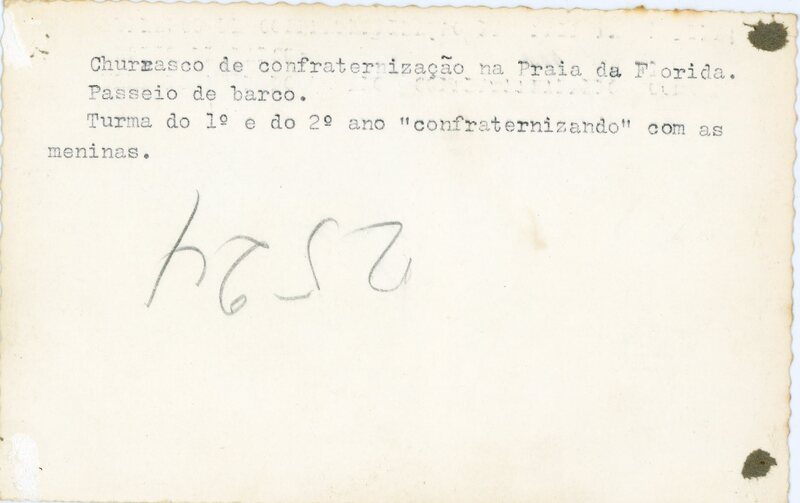 Churrasco de confraternização na Praia da Florida.
Passeio de barco.
Turma do 1º e do 2º ano "confraternizando" com as
meninas.
2524